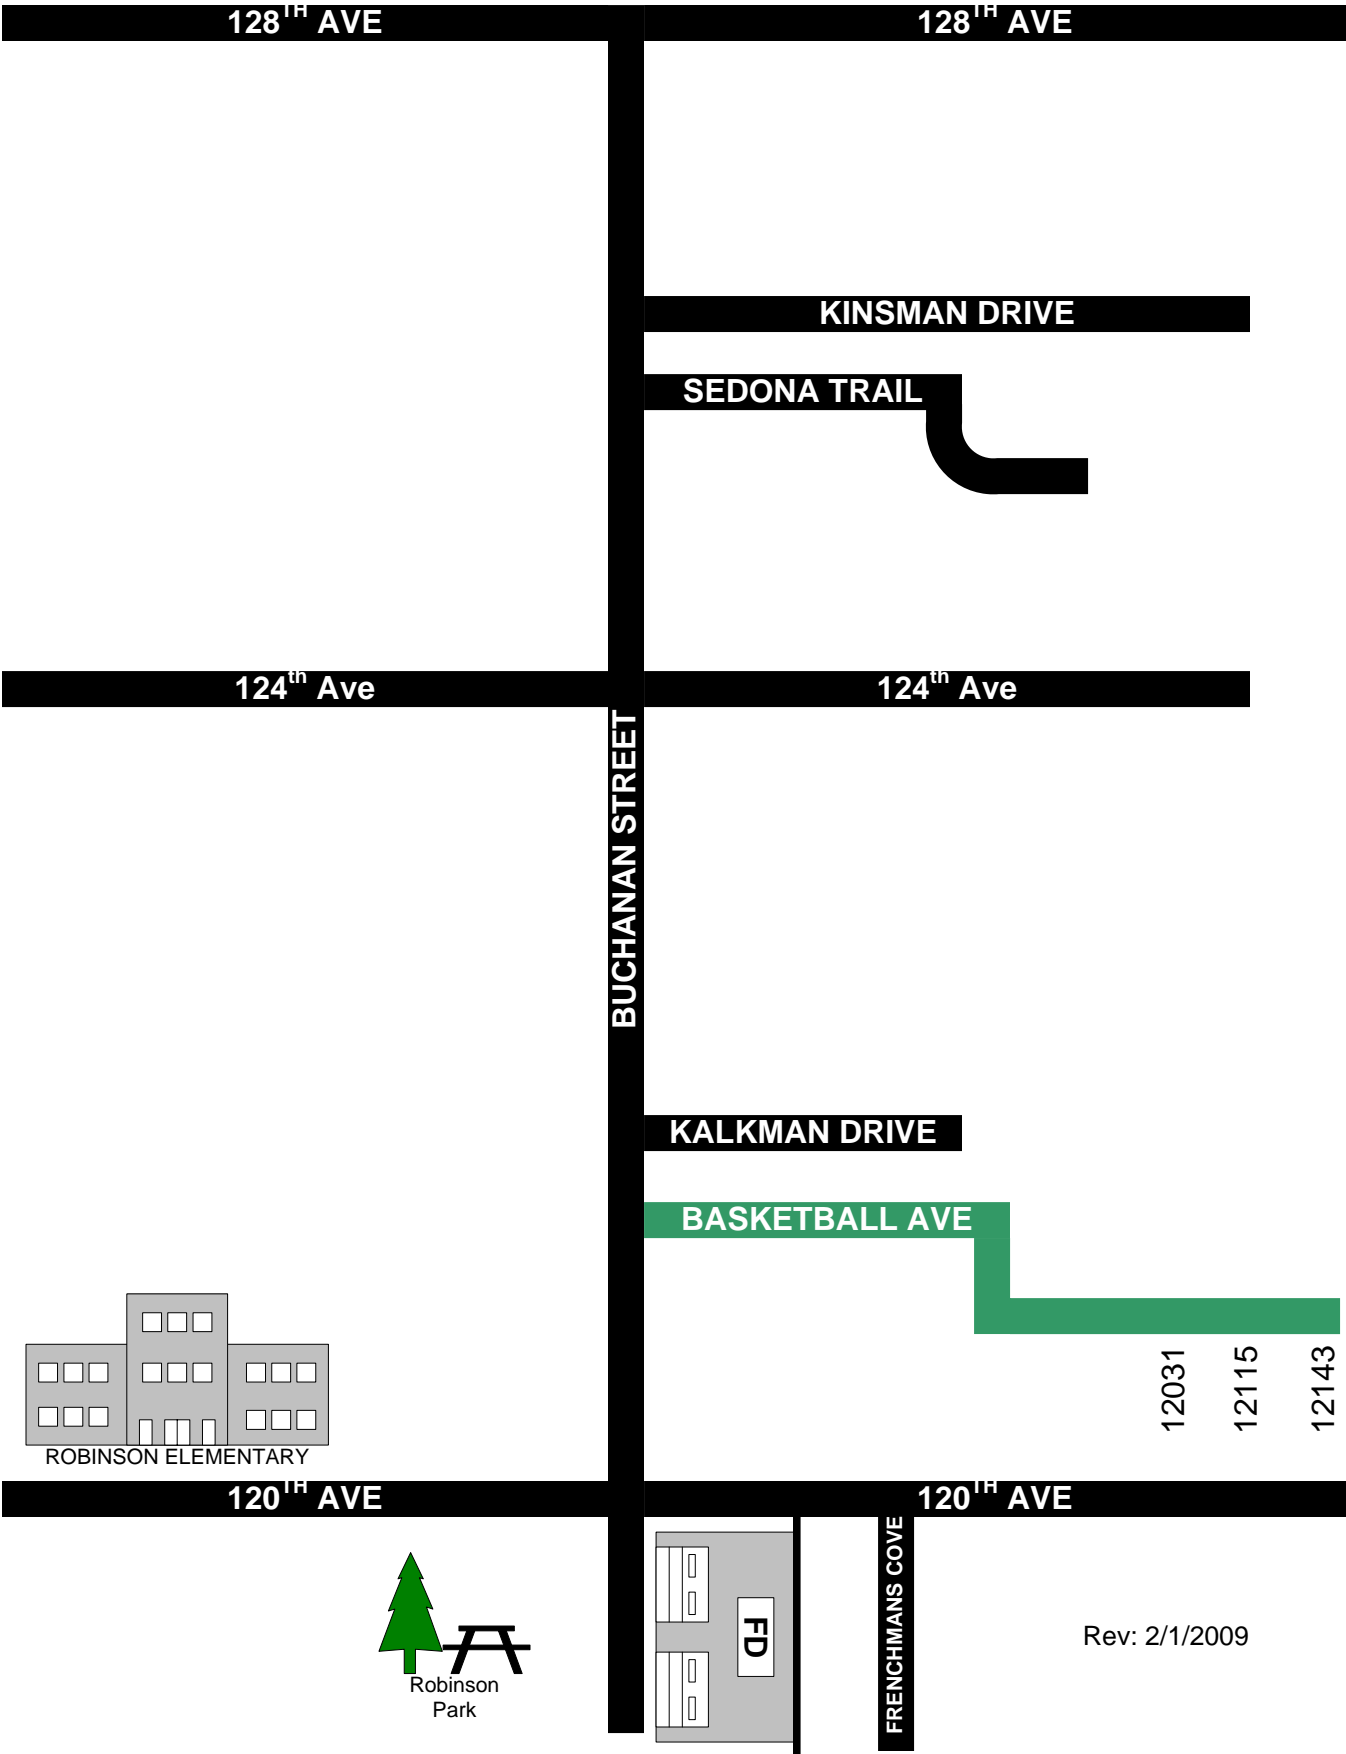 128TH AVE
128TH AVE
KINSMAN DRIVE
SEDONA TRAIL
124th Ave
124th Ave
BUCHANAN STREET
KALKMAN DRIVE
BASKETBALL AVE
12031
12115
12143
ROBINSON ELEMENTARY
120TH AVE
120TH AVE
FRENCHMANS COVE
FD
Rev: 2/1/2009
Robinson
Park